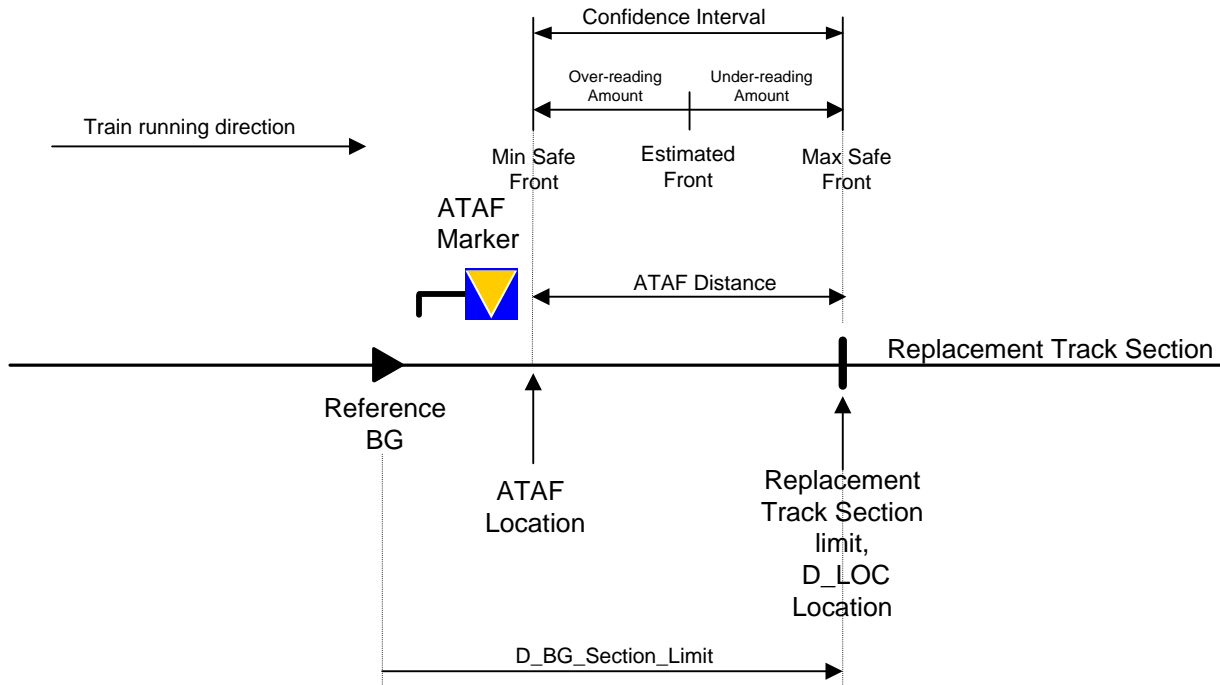 Confidence Interval
Over-reading
Amount
Under-reading
Amount
Train running direction
Min Safe
Front
Estimated
Front
Max Safe
Front
ATAF
Marker
ATAF Distance
Replacement Track Section
Reference
BG
ATAF
Location
Replacement
Track Section
limit,
D_LOC
Location
D_BG_Section_Limit